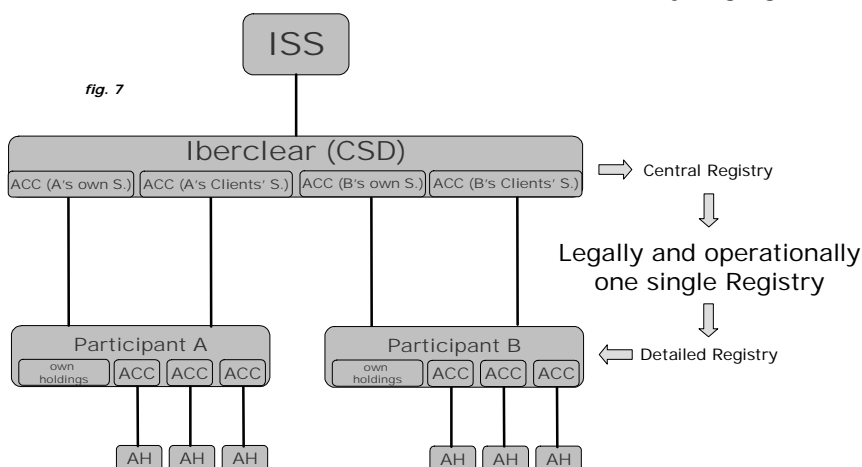 ISS
fig. 7
Iberclear (CSD)
ACC (A's own S.)
ACC (A's Clients' S.)
ACC (B's own S.)
ACC (B's Clients' S.)
Central Registry
Legally and operationally
one single Registry
Participant A
own
holdings
ACC
ACC
ACC
Participant B
own
holdings
ACC
ACC
ACC
Detailed Registry
AH
AH
AH
AH
AH
AH